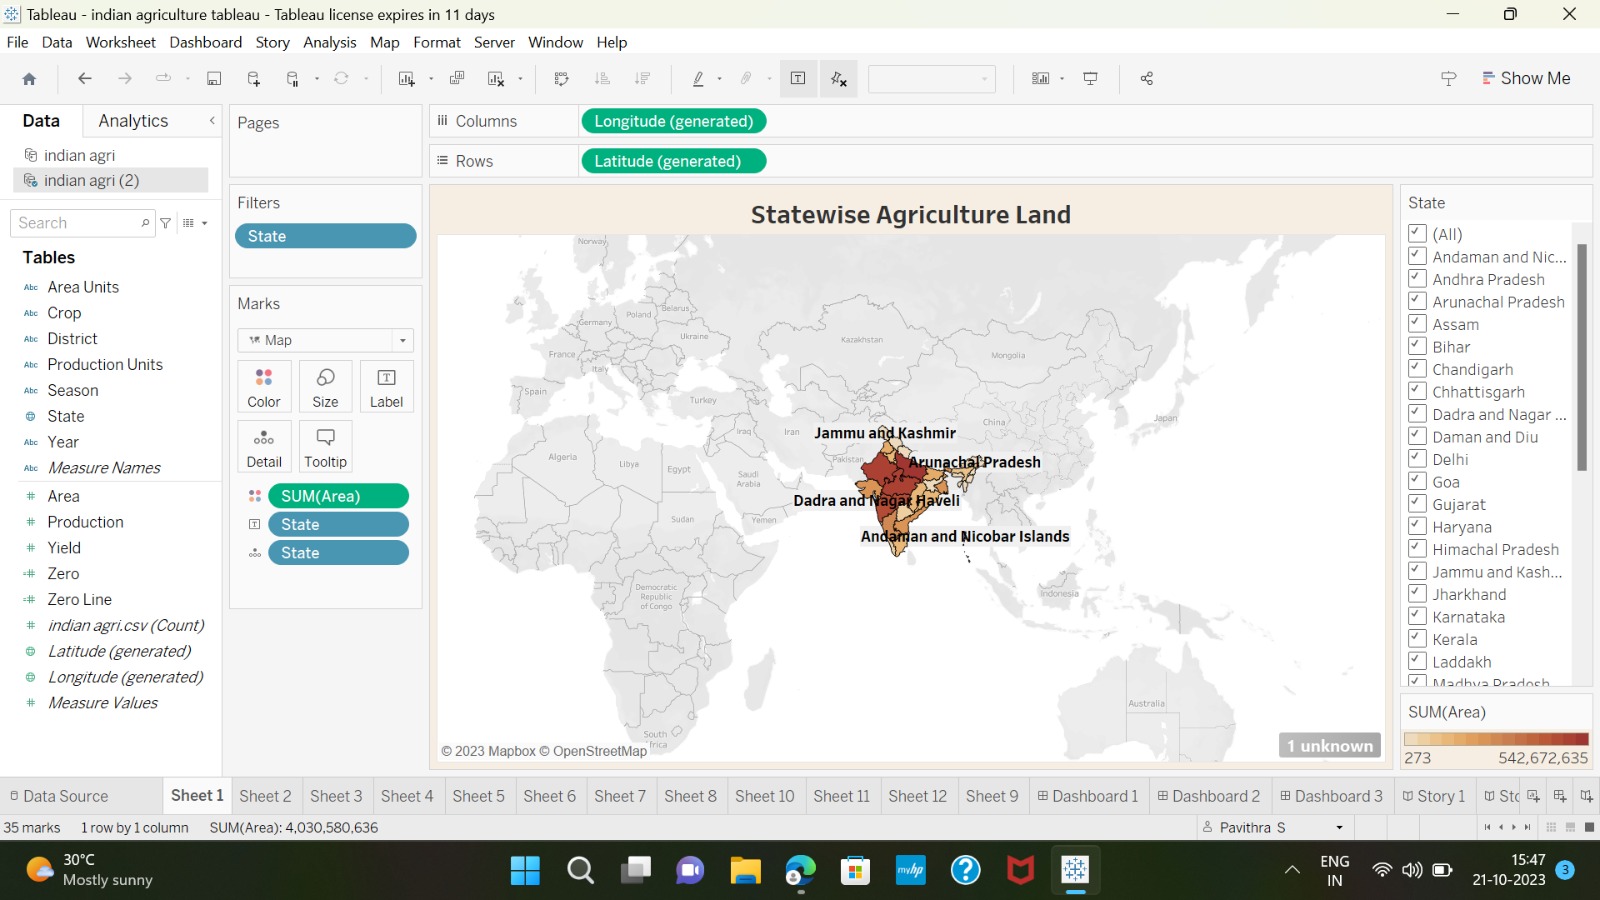 Tableau - indian agriculture tableau - Tableau license expires in 11 days
File Data Worksheet Dashboard Story Analysis Map Format Server Window Help
Show Me
Data Analytics
indian agri
indian agri (2)
Search
Tables
Abc Area Units
Abc Crop
Abc District
Abc Production Units
Abc Season
State
Abc Year
Abc Measure Names
# Area
# Production
# Yield
=# Zero
=# Zero Line
# indian agri.csv (Count)
Latitude (generated)
Longitude (generated)
# Measure Values
Pages
Filters
State
Marks
Map
Color Size Label
Detail Tooltip
SUM(Area)
State
State
Columns Longitude (generated)
Rows Latitude (generated)
Statewise Agriculture Land
Norway
Belarus
Poland
Germany
Ukraine
France
Italy
Spain
Turkey
Kazakhstan
Mongolia
Japan
China
Iraq
Iran
Pakistan
Algeria
Libya
Egypt
Saudi
Arabia
Yemen
Sudan
Democratic
Republic
of Congo
South
Africa
Indonesia
Australia
Jammu and Kashmir
Arunachal Pradesh
Dadra and Nagar Haveli
Andaman and Nicobar Islands
© 2023 Mapbox © OpenStreetMap
1 unknown
State
(All)
Andaman and Nic...
Andhra Pradesh
Arunachal Pradesh
Assam
Bihar
Chandigarh
Chhattisgarh
Dadra and Nagar ...
Daman and Diu
Delhi
Goa
Gujarat
Haryana
Himachal Pradesh
Jammu and Kash...
Jharkhand
Karnataka
Kerala
Laddakh
Madhya Pradesh
SUM(Area)
273 542,672,635
Data Source Sheet 1 Sheet 2 Sheet 3 Sheet 4 Sheet 5 Sheet 6 Sheet 7 Sheet 8 Sheet 10 Sheet 11 Sheet 12 Sheet 9 Dashboard 1 Dashboard 2 Dashboard 3 Story 1 Sto
35 marks 1 row by 1 column SUM(Area): 4,030,580,636 Pavithra S
30°C
Mostly sunny
myhp
ENG
IN
15:47
21-10-2023
3